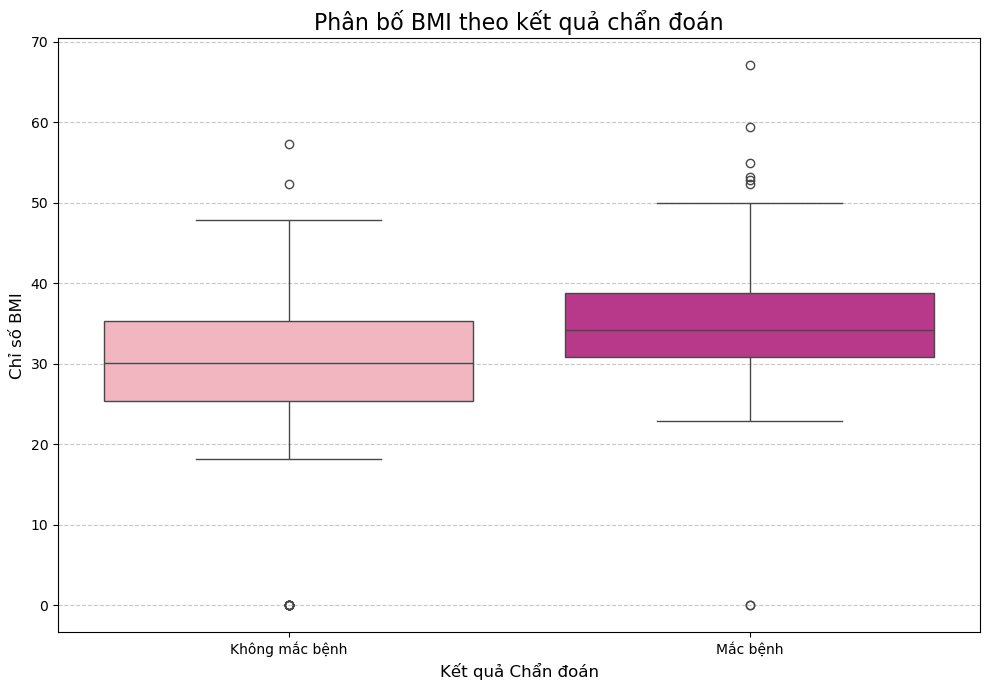 Phân bố BMI theo kết quả chẩn đoán
Chỉ số BMI
70
60
50
40
30
20
10
0
Không mắc bệnh
Mắc bệnh
Kết quả Chẩn đoán